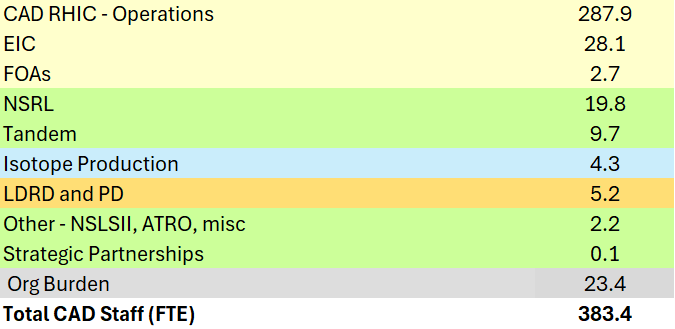 CAD RHIC - Operations 287.9
EIC 28.1
FOAs 2.7
NSRL 19.8
Tandem 9.7
Isotope Production 4.3
LDRD and PD 5.2
Other - NSLSII, ATRO, misc 2.2
Strategic Partnerships 0.1
Org Burden 23.4
Total CAD Staff (FTE) 383.4